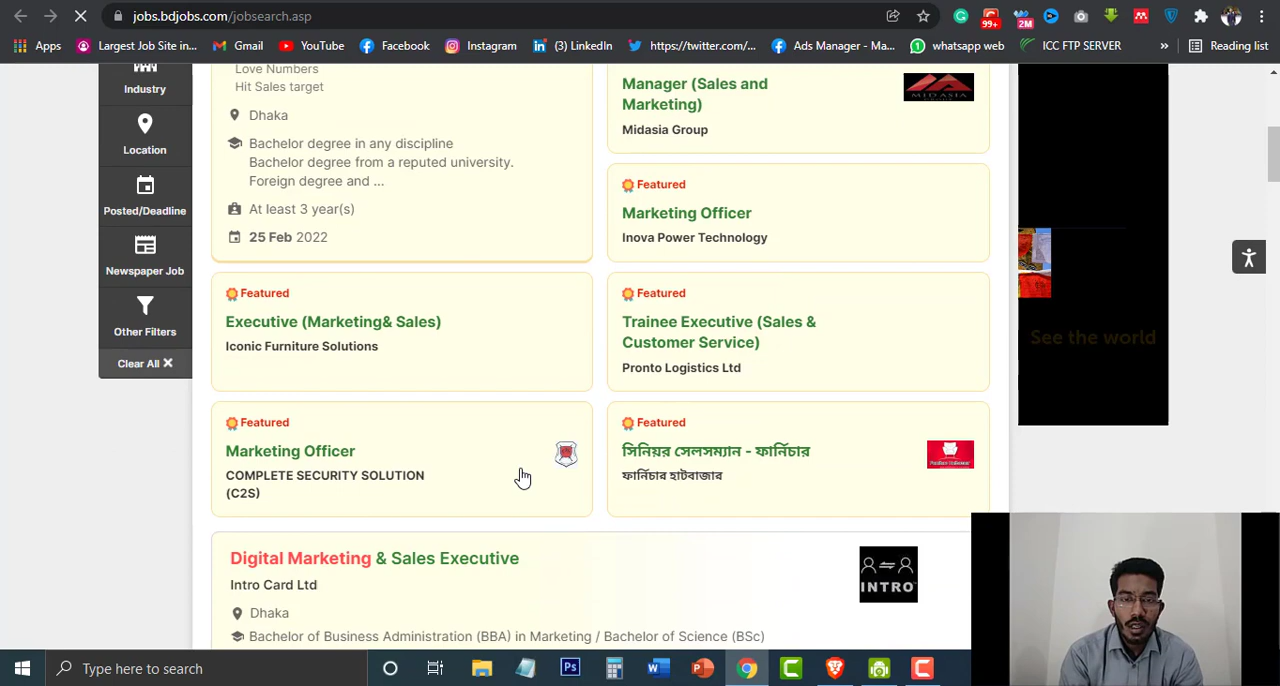 jobs.bdjobs.com/jobsearch.asp
99+
2M
Apps
Largest Job Site in...
Gmail
YouTube
Facebook
Instagram
(3) LinkedIn
https://twitter.com/...
Ads Manager - Ma...
whatsapp web
ICC FTP SERVER
»
Reading list
Industry
Location
Posted/Deadline
Newspaper Job
Other Filters
Clear All ✕
Love Numbers
Hit Sales target
Dhaka
Bachelor degree in any discipline
Bachelor degree from a reputed university.
Foreign degree and ...
At least 3 year(s)
25 Feb 2022
Manager (Sales and
Marketing)
Midasia Group
MIDASIA
Featured
Marketing Officer
Inova Power Technology
Featured
Executive (Marketing& Sales)
Iconic Furniture Solutions
Featured
Trainee Executive (Sales &
Customer Service)
Pronto Logistics Ltd
Featured
Marketing Officer
COMPLETE SECURITY SOLUTION
(C2S)
Featured
সিনিয়র সেলসম্যান - ফার্নিচার
ফার্নিচার হাটবাজার
Digital Marketing & Sales Executive
Intro Card Ltd
Dhaka
Bachelor of Business Administration (BBA) in Marketing / Bachelor of Science (BSc)
INTRO
See the world
Type here to search
Ps